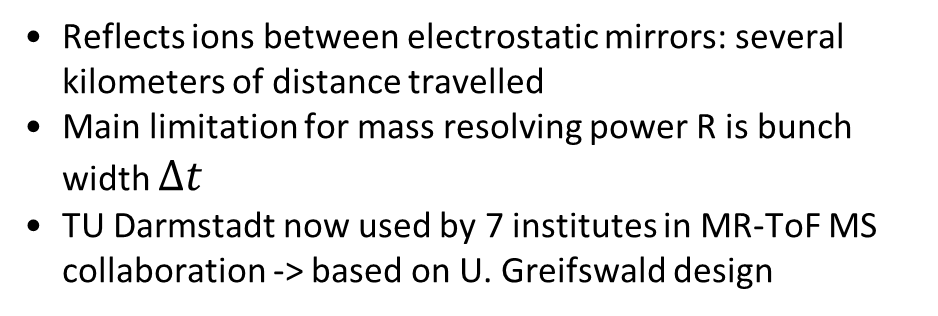 • Reflects ions between electrostatic mirrors: several
kilometers of distance travelled
• Main limitation for mass resolving power R is bunch
width Δt
• TU Darmstadt now used by 7 institutes in MR-ToF MS
collaboration -> based on U. Greifswald design